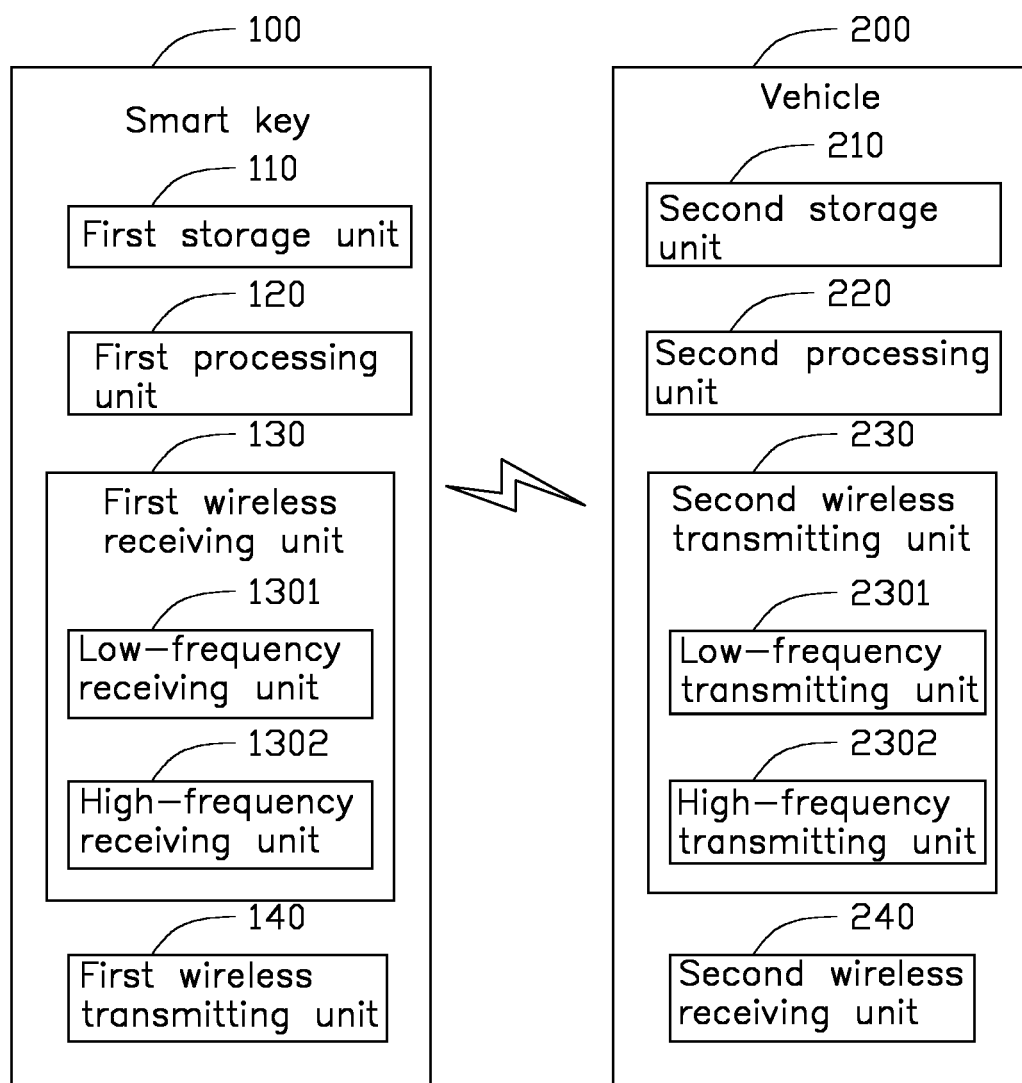 100
Smart key
110
First storage unit
120
First processing
unit
130
First wireless
receiving unit
1301
Low-frequency
receiving unit
1302
High-frequency
receiving unit
140
First wireless
transmitting unit
200
Vehicle
210
Second storage
unit
220
Second processing
unit
230
Second wireless
transmitting unit
2301
Low-frequency
transmitting unit
2302
High-frequency
transmitting unit
240
Second wireless
receiving unit